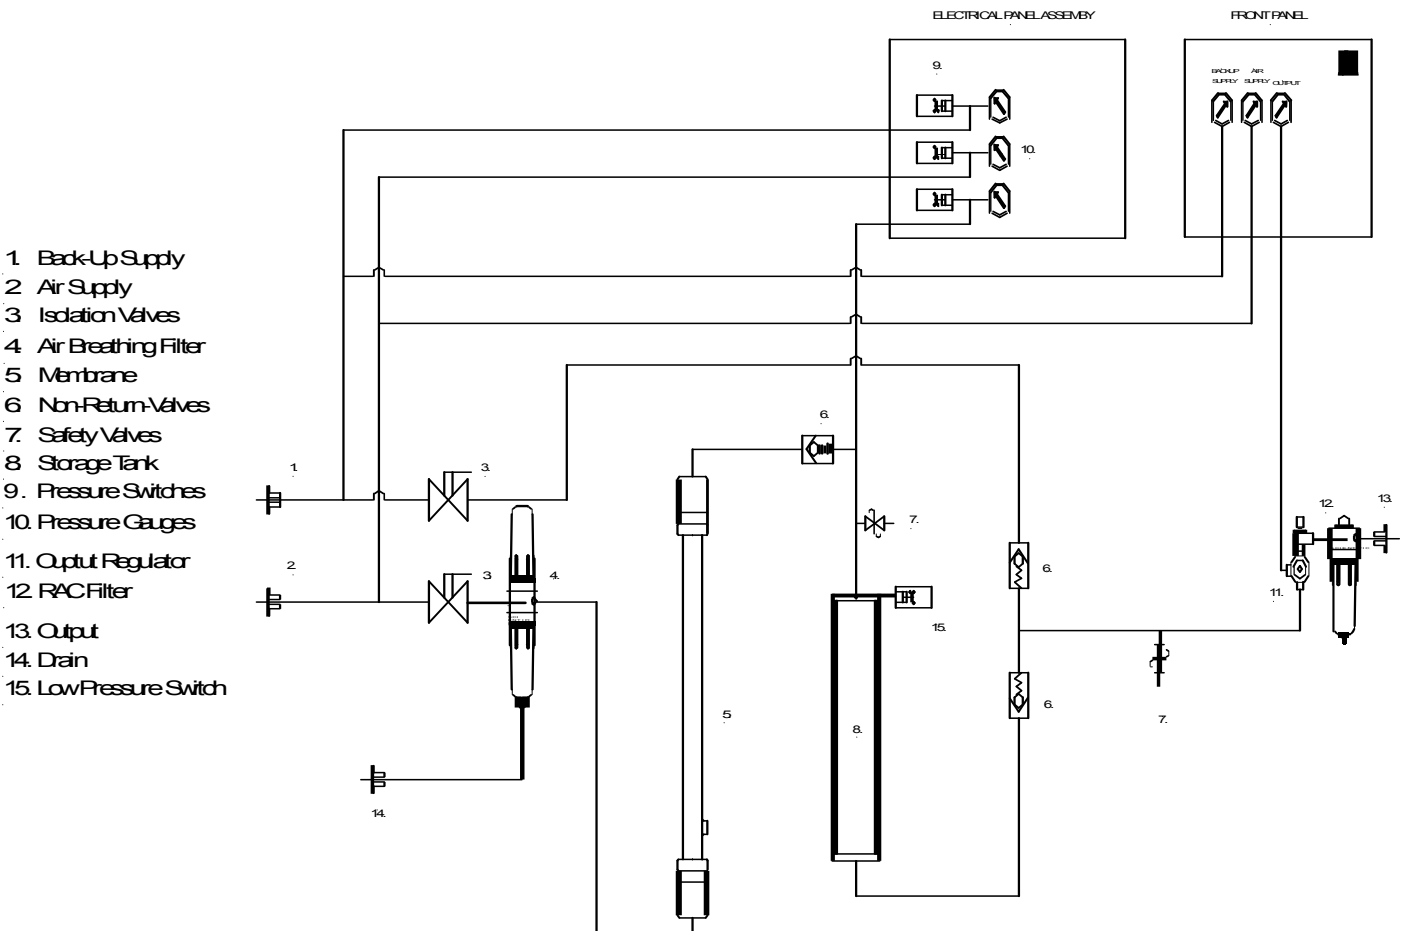 ELECTRICAL PANEL ASSEMBY
FRONT PANEL
9.
BACKUP SUPPLY
AIR SUPPLY
OUTPUT
10.
1. Back-Up Supply
2. Air Supply
3. Isolation Valves
4. Air Breathing Filter
5. Membrane
6. Non-Return-Valves
7. Safety Valves
8. Storage Tank
9. Pressure Switches
10. Pressure Gauges
11. Ouptut Regulator
12. RAC Filter
13. Output
14. Drain
15. Low Pressure Switch
6.
1.
3.
7.
12.
13.
2.
3.
4.
6.
11.
15.
5.
8.
6.
7.
14.